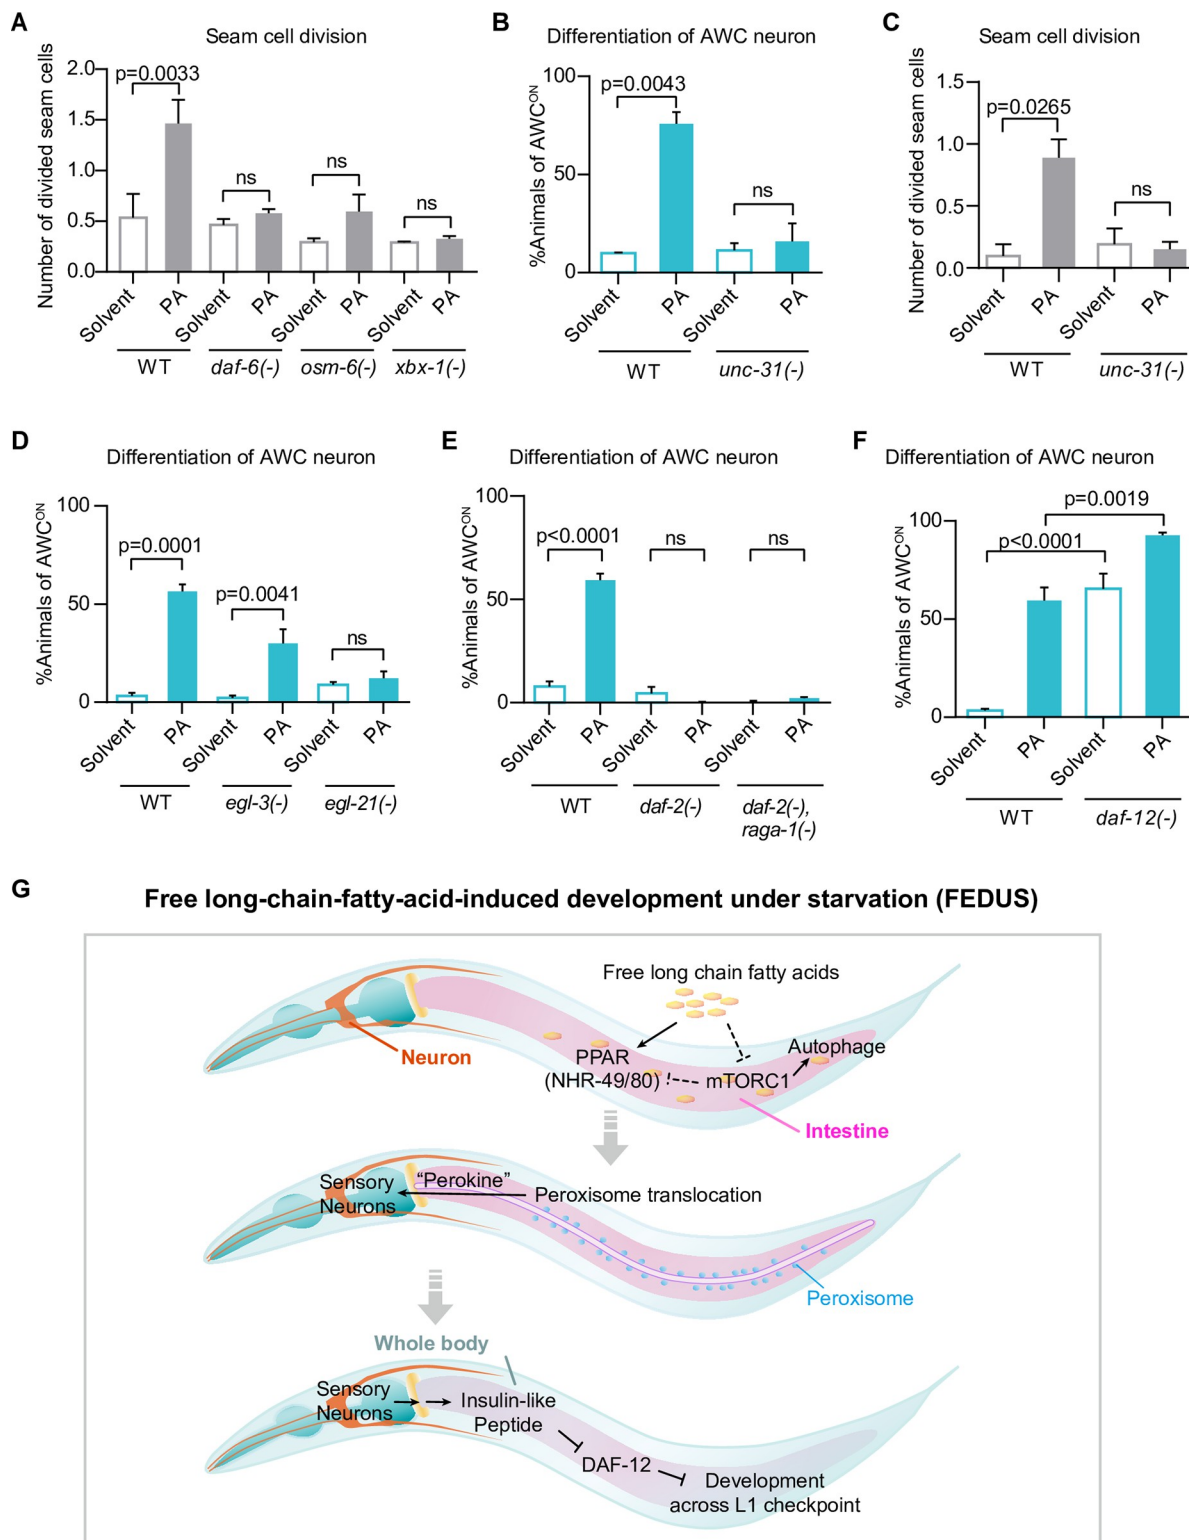 A
Seam cell division
Number of divided seam cells
2.0
1.5
1.0
0.5
0.0
p=0.0033
ns
ns
ns
Solvent
PA
Solvent
PA
Solvent
PA
Solvent
PA
WT
daf-6(-)
osm-6(-)
xbx-1(-)
B
Differentiation of AWC neuron
%Animals of AWCON
100
50
0
p=0.0043
ns
Solvent
PA
Solvent
PA
WT
unc-31(-)
C
Seam cell division
Number of divided seam cells
1.5
1.0
0.5
0.0
p=0.0265
ns
Solvent
PA
Solvent
PA
WT
unc-31(-)
D
Differentiation of AWC neuron
%Animals of AWCON
100
50
0
p=0.0001
p=0.0041
ns
Solvent
PA
Solvent
PA
Solvent
PA
WT
egl-3(-)
egl-21(-)
E
Differentiation of AWC neuron
%Animals of AWCON
100
50
0
p<0.0001
ns
ns
Solvent
PA
Solvent
PA
Solvent
PA
WT
daf-2(-)
daf-2(-),
raga-1(-)
F
Differentiation of AWC neuron
%Animals of AWCON
100
50
0
p=0.0019
p<0.0001
Solvent
PA
Solvent
PA
WT
daf-12(-)
G
Free long-chain-fatty-acid-induced development under starvation (FEDUS)
Free long chain fatty acids
Neuron
PPAR
(NHR-49/80)
mTORC1
Autophage
Intestine
Sensory
Neurons
"Perokine"
Peroxisome translocation
Peroxisome
Whole body
Sensory
Neurons
Insulin-like
Peptide
DAF-12
Development
across L1 checkpoint